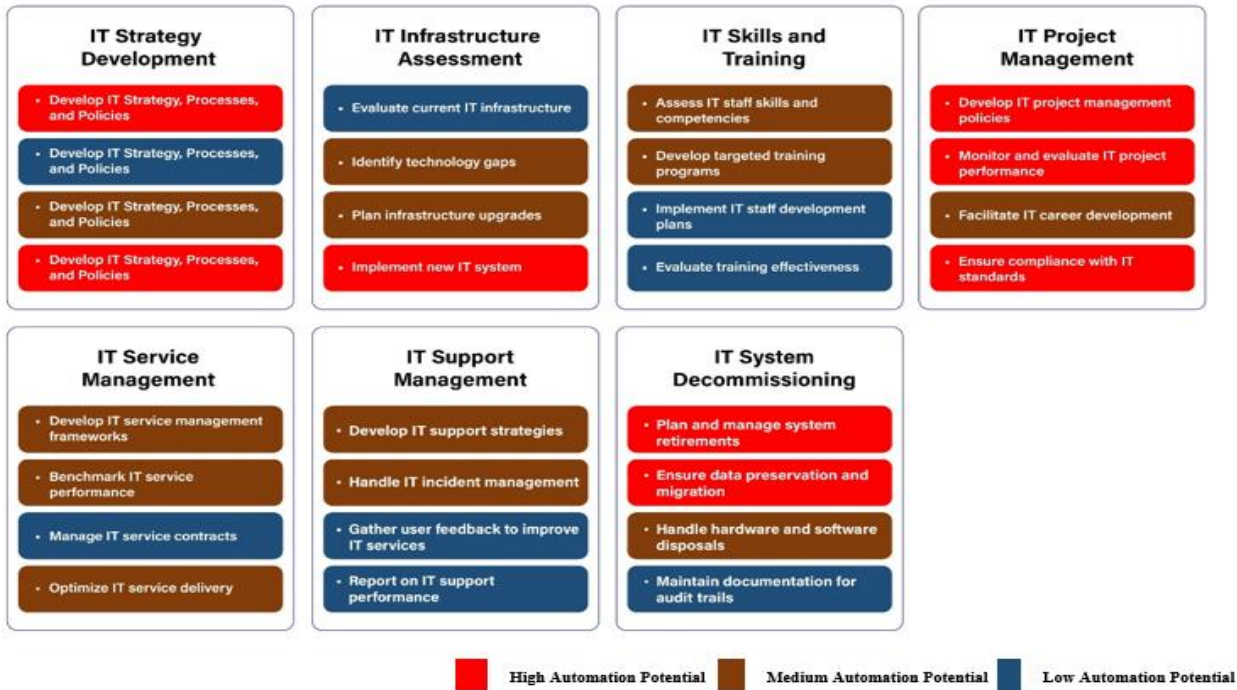 IT Strategy
Development
• Develop IT Strategy, Processes,
and Policies
• Develop IT Strategy, Processes,
and Policies
• Develop IT Strategy, Processes,
and Policies
• Develop IT Strategy, Processes,
and Policies
IT Infrastructure
Assessment
• Evaluate current IT infrastructure
• Identify technology gaps
• Plan infrastructure upgrades
• Implement new IT system
IT Skills and
Training
• Assess IT staff skills and
competencies
• Develop targeted training
programs
• Implement IT staff development
plans
• Evaluate training effectiveness
IT Project
Management
• Develop IT project management
policies
• Monitor and evaluate IT project
performance
• Facilitate IT career development
• Ensure compliance with IT
standards
IT Service
Management
• Develop IT service management
frameworks
• Benchmark IT service
performance
• Manage IT service contracts
• Optimize IT service delivery
IT Support
Management
• Develop IT support strategies
• Handle IT incident management
• Gather user feedback to improve
IT services
• Report on IT support
performance
IT System
Decommissioning
• Plan and manage system
retirements
• Ensure data preservation and
migration
• Handle hardware and software
disposals
• Maintain documentation for
audit trails
High Automation Potential
Medium Automation Potential
Low Automation Potential